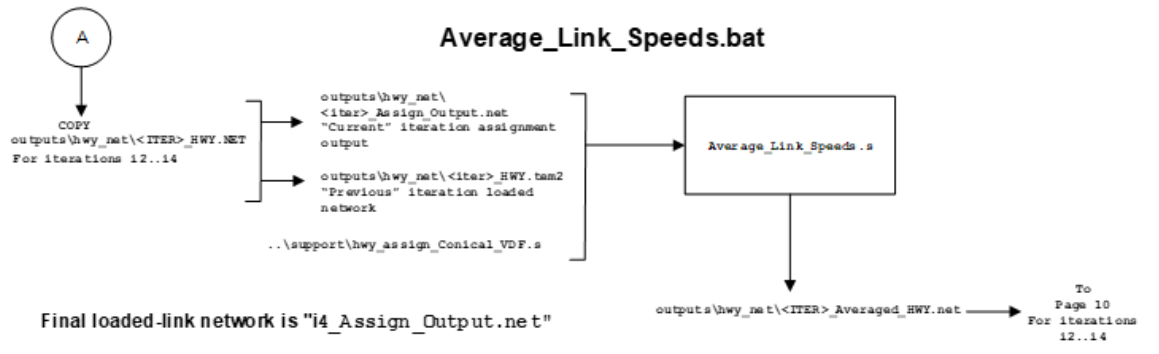 A
Average_Link_Speeds.bat
COPY
outputs\hwy_net\<ITER>_HWY.NET
For iterations i2..i4
outputs\hwy_net\
<iter>_Assign_Output.net
"Current" iteration assignment
output
outputs\hwy_net\<iter>_HWY.tem2
"Previous" iteration loaded
network
..\support\hwy_assign_Conical_VDF.s
Average_Link_Speeds.s
outputs\hwy_net\<ITER>_Averaged_HWY.net
To
Page 10
For iterations
i2..i4
Final loaded-link network is "i4_Assign_Output.net"